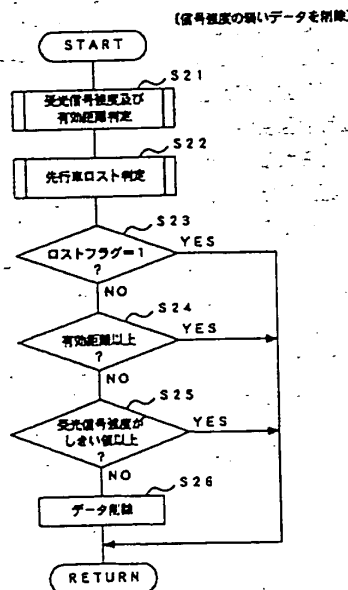 (信号強度の弱いデータを削除)
START
S21
受光信号強度及び
有効距離判定
S22
先行車ロスト判定
S23
ロストフラグ=1
?
YES
NO
S24
有効距離以上
?
YES
NO
S25
受光信号強度が
しきい値以上
?
YES
NO
S26
データ削除
RETURN